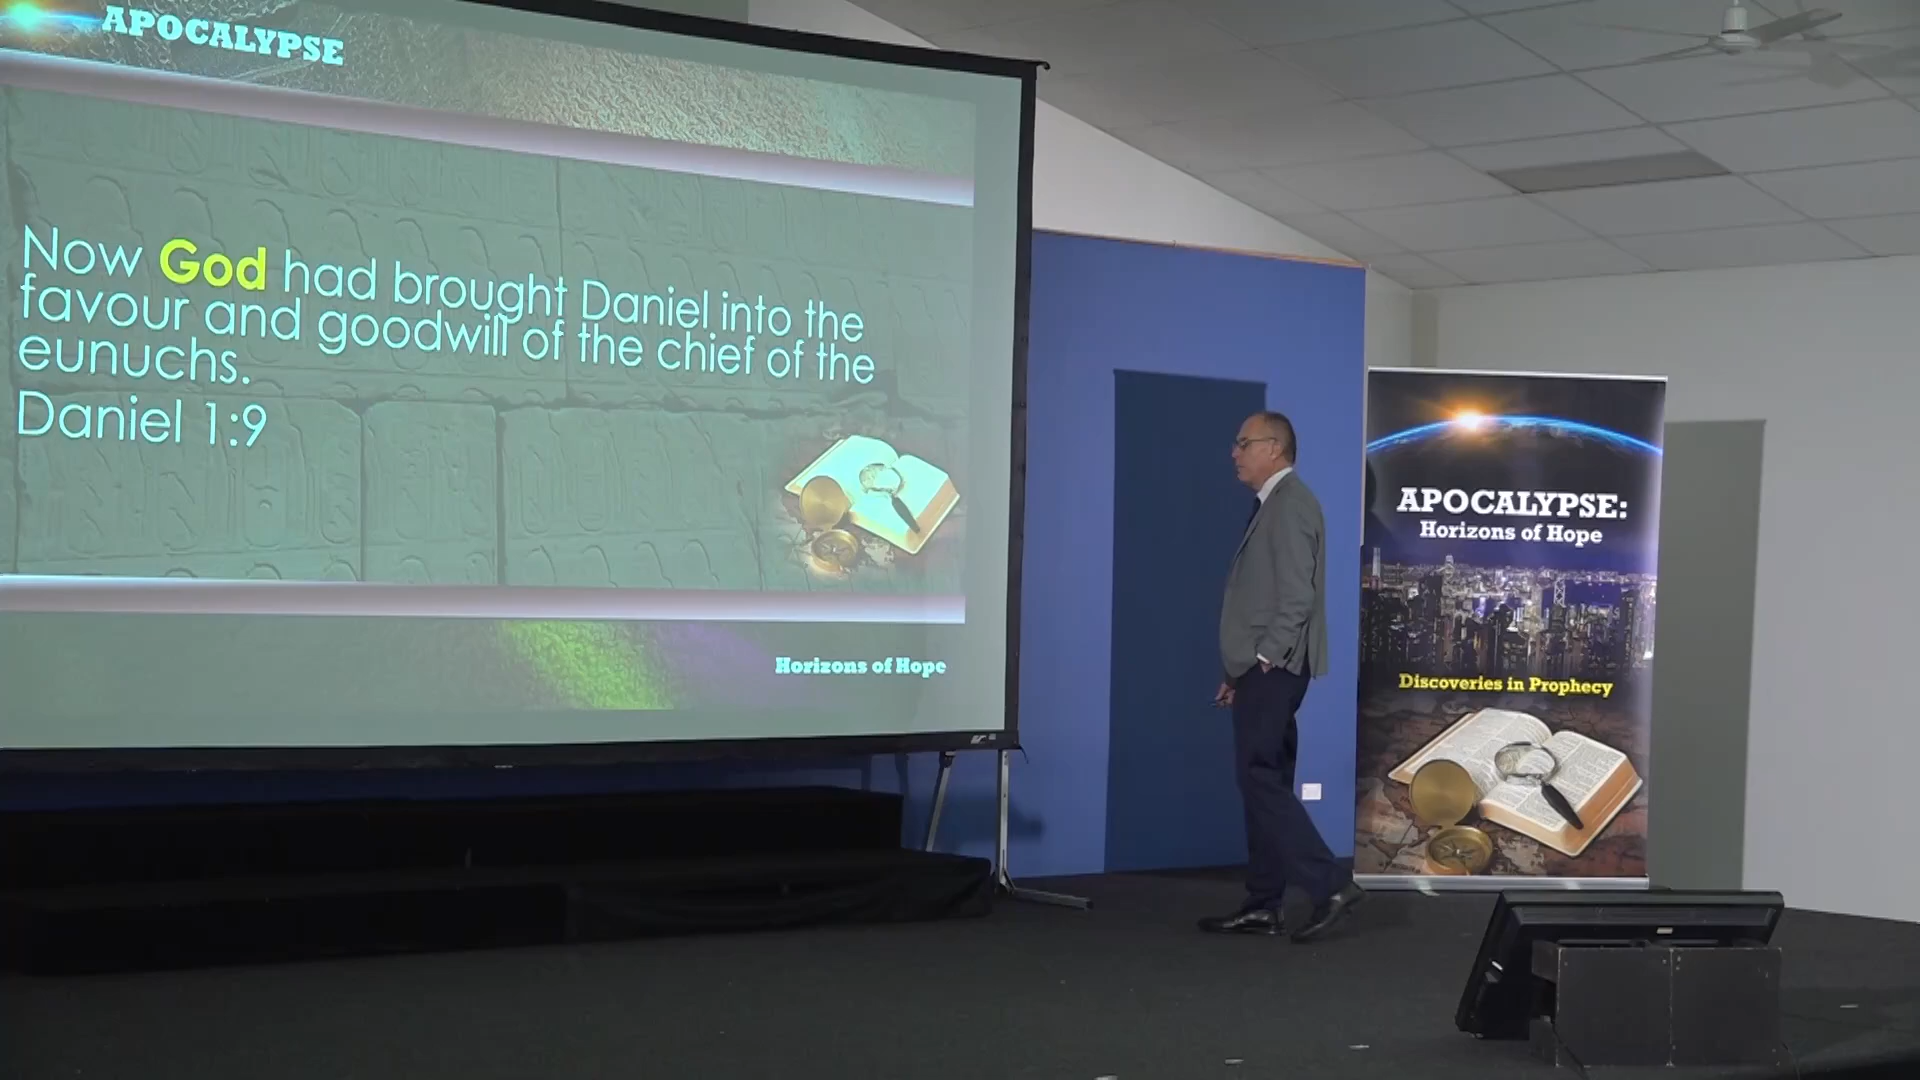 APOCALYPSE
Now God had brought Daniel into the
favour and goodwill of the chief of the
eunuchs.
Daniel 1:9
Horizons of Hope
APOCALYPSE:
Horizons of Hope
Discoveries in Prophecy